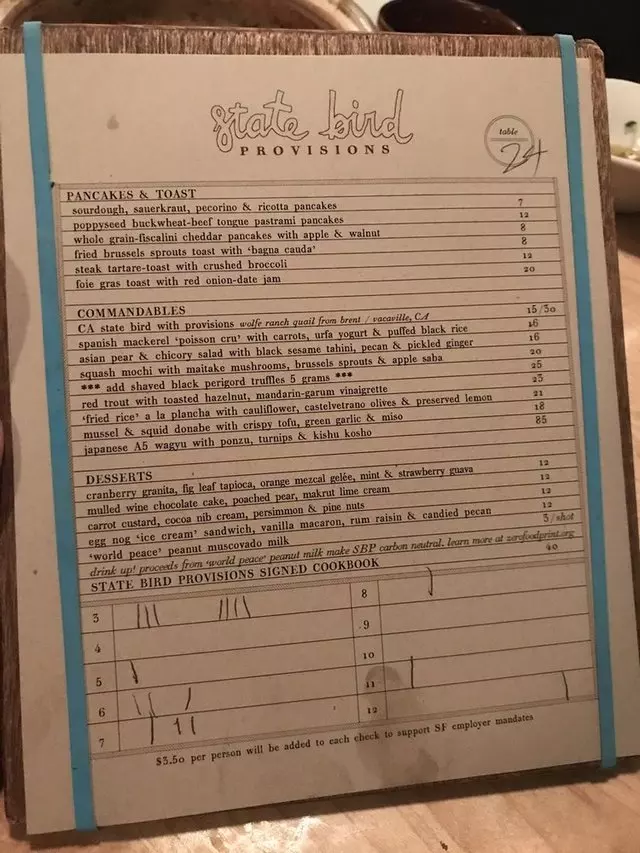 state bird
PROVISIONS
table
24
PANCAKES & TOAST
sourdough, sauerkraut, pecorino & ricotta pancakes 7
poppyseed buckwheat-beef tongue pastrami pancakes 12
whole grain-fiscalini cheddar pancakes with apple & walnut 8
fried brussels sprouts toast with ‘bagna cauda’ 8
steak tartare-toast with crushed broccoli 12
foie gras toast with red onion-date jam 20
COMMANDABLES
CA state bird with provisions wolfe ranch quail from brent / vacaville, CA 15/30
spanish mackerel ‘poisson cru’ with carrots, urfa yogurt & puffed black rice 16
asian pear & chicory salad with black sesame tahini, pecan & pickled ginger 16
squash mochi with maitake mushrooms, brussels sprouts & apple saba 20
*** add shaved black perigord truffles 5 grams *** 25
red trout with toasted hazelnut, mandarin-garum vinaigrette 23
‘fried rice’ a la plancha with cauliflower, castelvetrano olives & preserved lemon 21
mussel & squid donabe with crispy tofu, green garlic & miso 18
japanese A5 wagyu with ponzu, turnips & kishu kosho 85
DESSERTS
cranberry granita, fig leaf tapioca, orange mezcal gelée, mint & strawberry guava 12
mulled wine chocolate cake, poached pear, makrut lime cream 12
carrot custard, cocoa nib cream, persimmon & pine nuts 12
egg nog ‘ice cream’ sandwich, vanilla macaron, rum raisin & candied pecan 12
‘world peace’ peanut muscovado milk 3/shot
drink up! proceeds from ‘world peace’ peanut milk make SBP carbon neutral. learn more at zerofoodprint.org
STATE BIRD PROVISIONS SIGNED COOKBOOK 40
3 8
4 9
5 10
6 11
7 12
$3.50 per person will be added to each check to support SF employer mandates